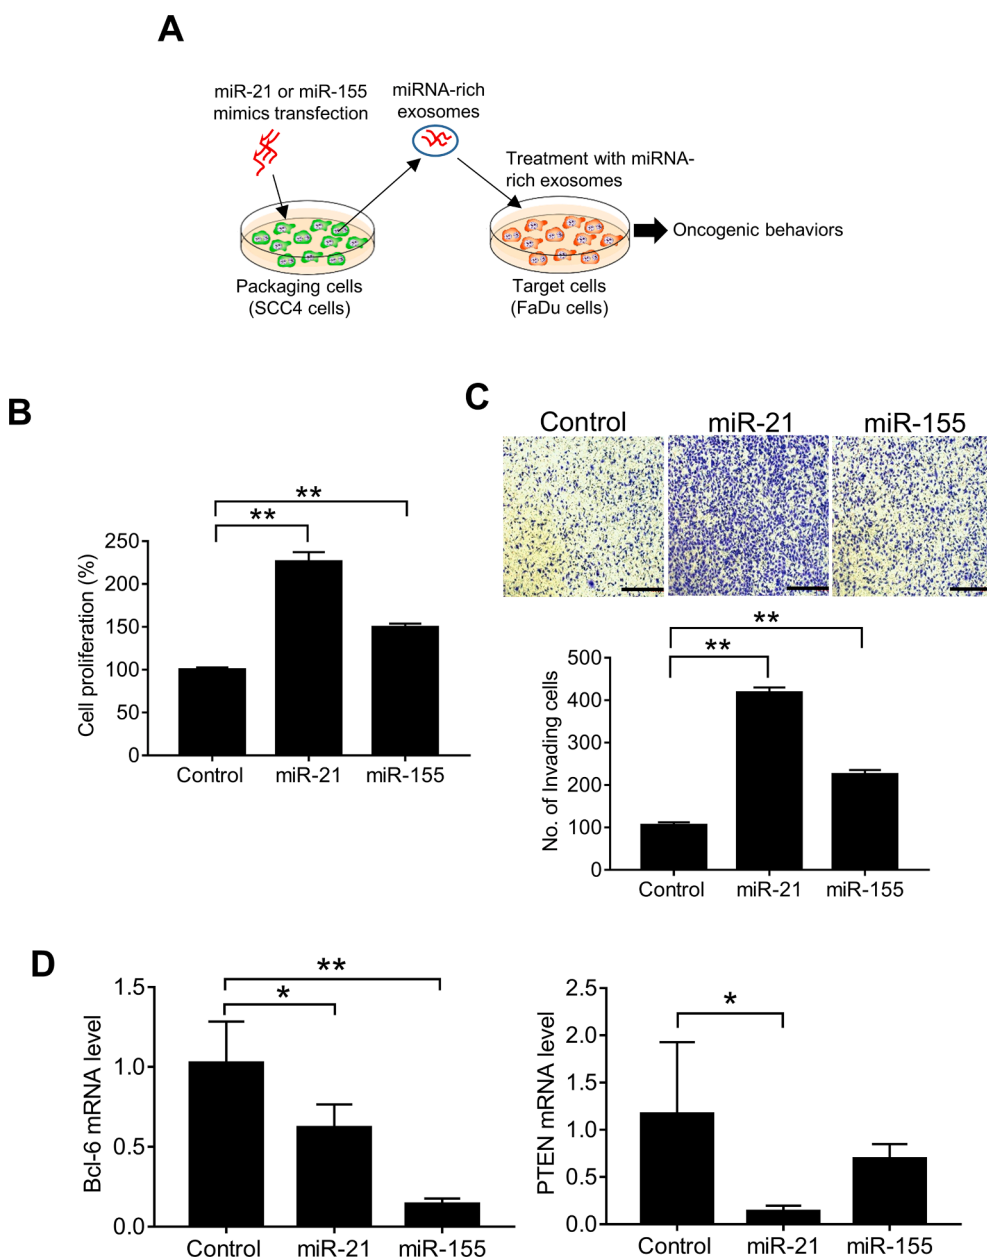 A
miR-21 or miR-155
mimics transfection
miRNA-rich
exosomes
Treatment with miRNA-
rich exosomes
Oncogenic behaviors
Packaging cells
(SCC4 cells)
Target cells
(FaDu cells)
B
**
**
Cell proliferation (%)
250
200
150
100
50
0
Control
miR-21
miR-155
C
Control
miR-21
miR-155
**
**
No. of Invading cells
500
400
300
200
100
0
Control
miR-21
miR-155
D
**
*
Bcl-6 mRNA level
1.5
1.0
0.5
0.0
Control
miR-21
miR-155
*
PTEN mRNA level
2.5
2.0
1.5
1.0
0.5
0.0
Control
miR-21
miR-155